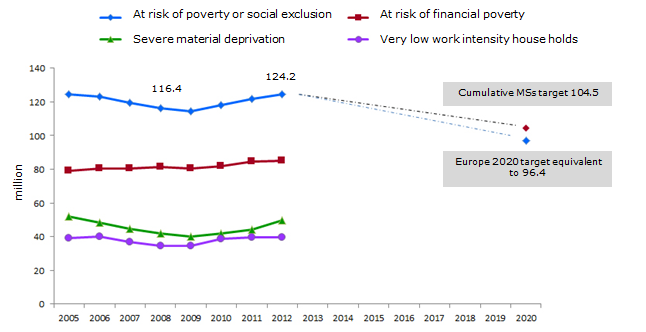 At risk of poverty or social exclusion
At risk of financial poverty
Severe material deprivation
Very low work intensity house holds
140
120
100
80
60
40
20
0
million
116.4
124.2
Cumulative MSs target 104.5
Europe 2020 target equivalent
to 96.4
2005 2006 2007 2008 2009 2010 2011 2012 2013 2014 2015 2016 2017 2018 2019 2020